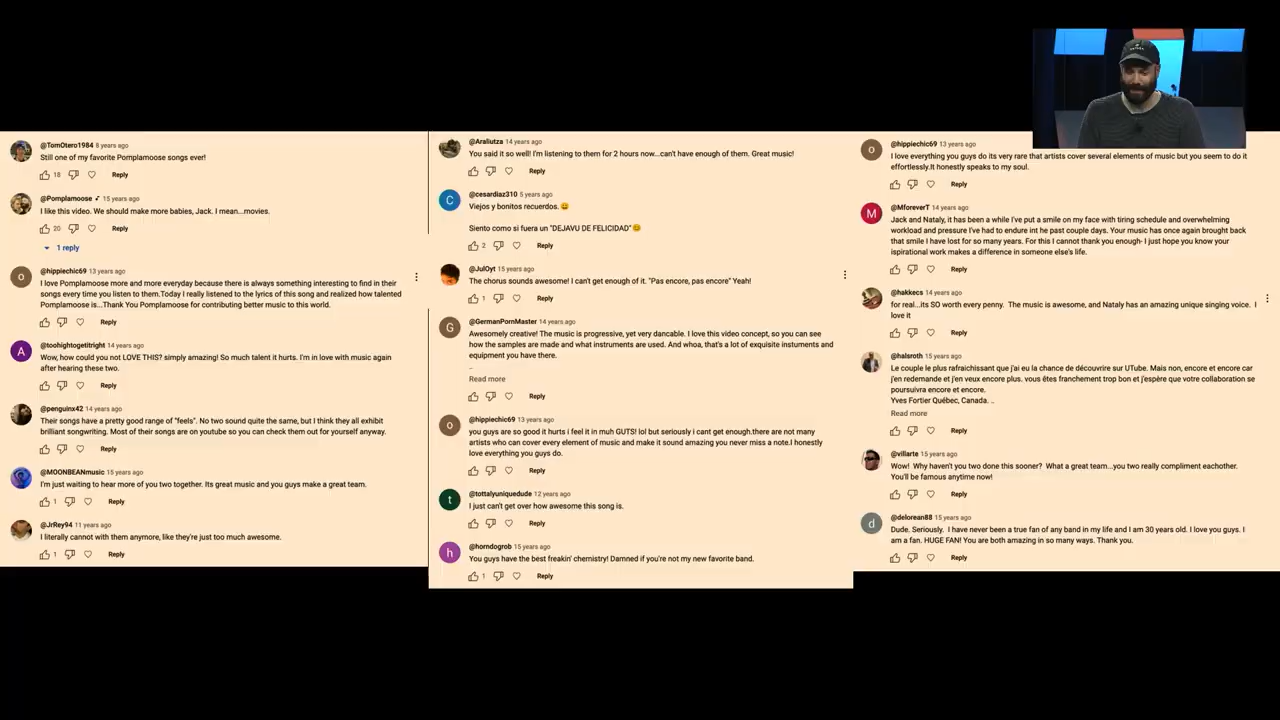 @TomOtero1984 8 years ago
Still one of my favorite Pomplamoose songs ever!
18 Reply
@Pomplamoose 15 years ago
I like this video. We should make more babies, Jack. I mean...movies.
20 Reply
1 reply
@hippiechic69 13 years ago
I love Pomplamoose more and more everyday because there is always something interesting to find in their
songs every time you listen to them.Today I really listened to the lyrics of this song and realized how talented
Pomplamoose is...Thank You Pomplamoose for contributing better music to this world.
Reply
@toohightogetitright 14 years ago
Wow, how could you not LOVE THIS? simply amazing! So much talent it hurts. I'm in love with music again
after hearing these two.
Reply
@penguinx42 14 years ago
Their songs have a pretty good range of "feels". No two sound quite the same, but I think they all exhibit
brilliant songwriting. Most of their songs are on youtube so you can check them out for yourself anyway.
Reply
@MOONBEANmusic 15 years ago
I'm just waiting to hear more of you two together. Its great music and you guys make a great team.
1 Reply
@JrRey94 11 years ago
I literally cannot with them anymore, like they're just too much awesome.
1 Reply
@Araliutza 14 years ago
You said it so well! I'm listening to them for 2 hours now...can't have enough of them. Great music!
Reply
@cesardiaz310 5 years ago
Viejos y bonitos recuerdos. 😄
Siento como si fuera un "DEJAVU DE FELICIDAD"😊
2 Reply
@JulOyt 15 years ago
The chorus sounds awesome! I can't get enough of it. "Pas encore, pas encore" Yeah!
1 Reply
@GermanPornMaster 14 years ago
Awesomely creative! The music is progressive, yet very dancable. I love this video concept, so you can see
how the samples are made and what instruments are used. And whoa, that's a lot of exquisite instuments and
equipment you have there.
..
Read more
Reply
@hippiechic69 13 years ago
you guys are so good it hurts i feel it in muh GUTS! lol but seriously i cant get enough.there are not many
artists who can cover every element of music and make it sound amazing you never miss a note.I honestly
love everything you guys do.
Reply
@tottalyuniquedude 12 years ago
I just can't get over how awesome this song is.
Reply
@horndogrob 15 years ago
You guys have the best freakin' chemistry! Damned if you're not my new favorite band.
1 Reply
@hippiechic69 13 years ago
I love everything you guys do its very rare that artists cover several elements of music but you seem to do it
effortlessly.It honestly speaks to my soul.
Reply
@MforeverT 14 years ago
Jack and Nataly, it has been a while I've put a smile on my face with tiring schedule and overwhelming
workload and pressure I've had to endure int he past couple days. Your music has once again brought back
that smile I have lost for so many years. For this I cannot thank you enough- I just hope you know your
ispirational work makes a difference in someone else's life.
Reply
@hakkecs 14 years ago
for real...its SO worth every penny. The music is awesome, and Nataly has an amazing unique singing voice. I
love it
Reply
@halsroth 15 years ago
Le couple le plus rafraichissant que j'ai eu la chance de découvrire sur UTube. Mais non, encore et encore car
j'en redemande et j'en veux encore plus. vous êtes franchement trop bon et j'espère que votre collaboration se
poursuivra encore et encore.
Yves Fortier Québec, Canada. ..
Read more
Reply
@villarte 15 years ago
Wow! Why haven't you two done this sooner? What a great team...you two really compliment eachother.
You'll be famous anytime now!
Reply
@delorean88 15 years ago
Dude. Seriously. I have never been a true fan of any band in my life and I am 30 years old. I love you guys. I
am a fan. HUGE FAN! You are both amazing in so many ways. Thank you.
Reply